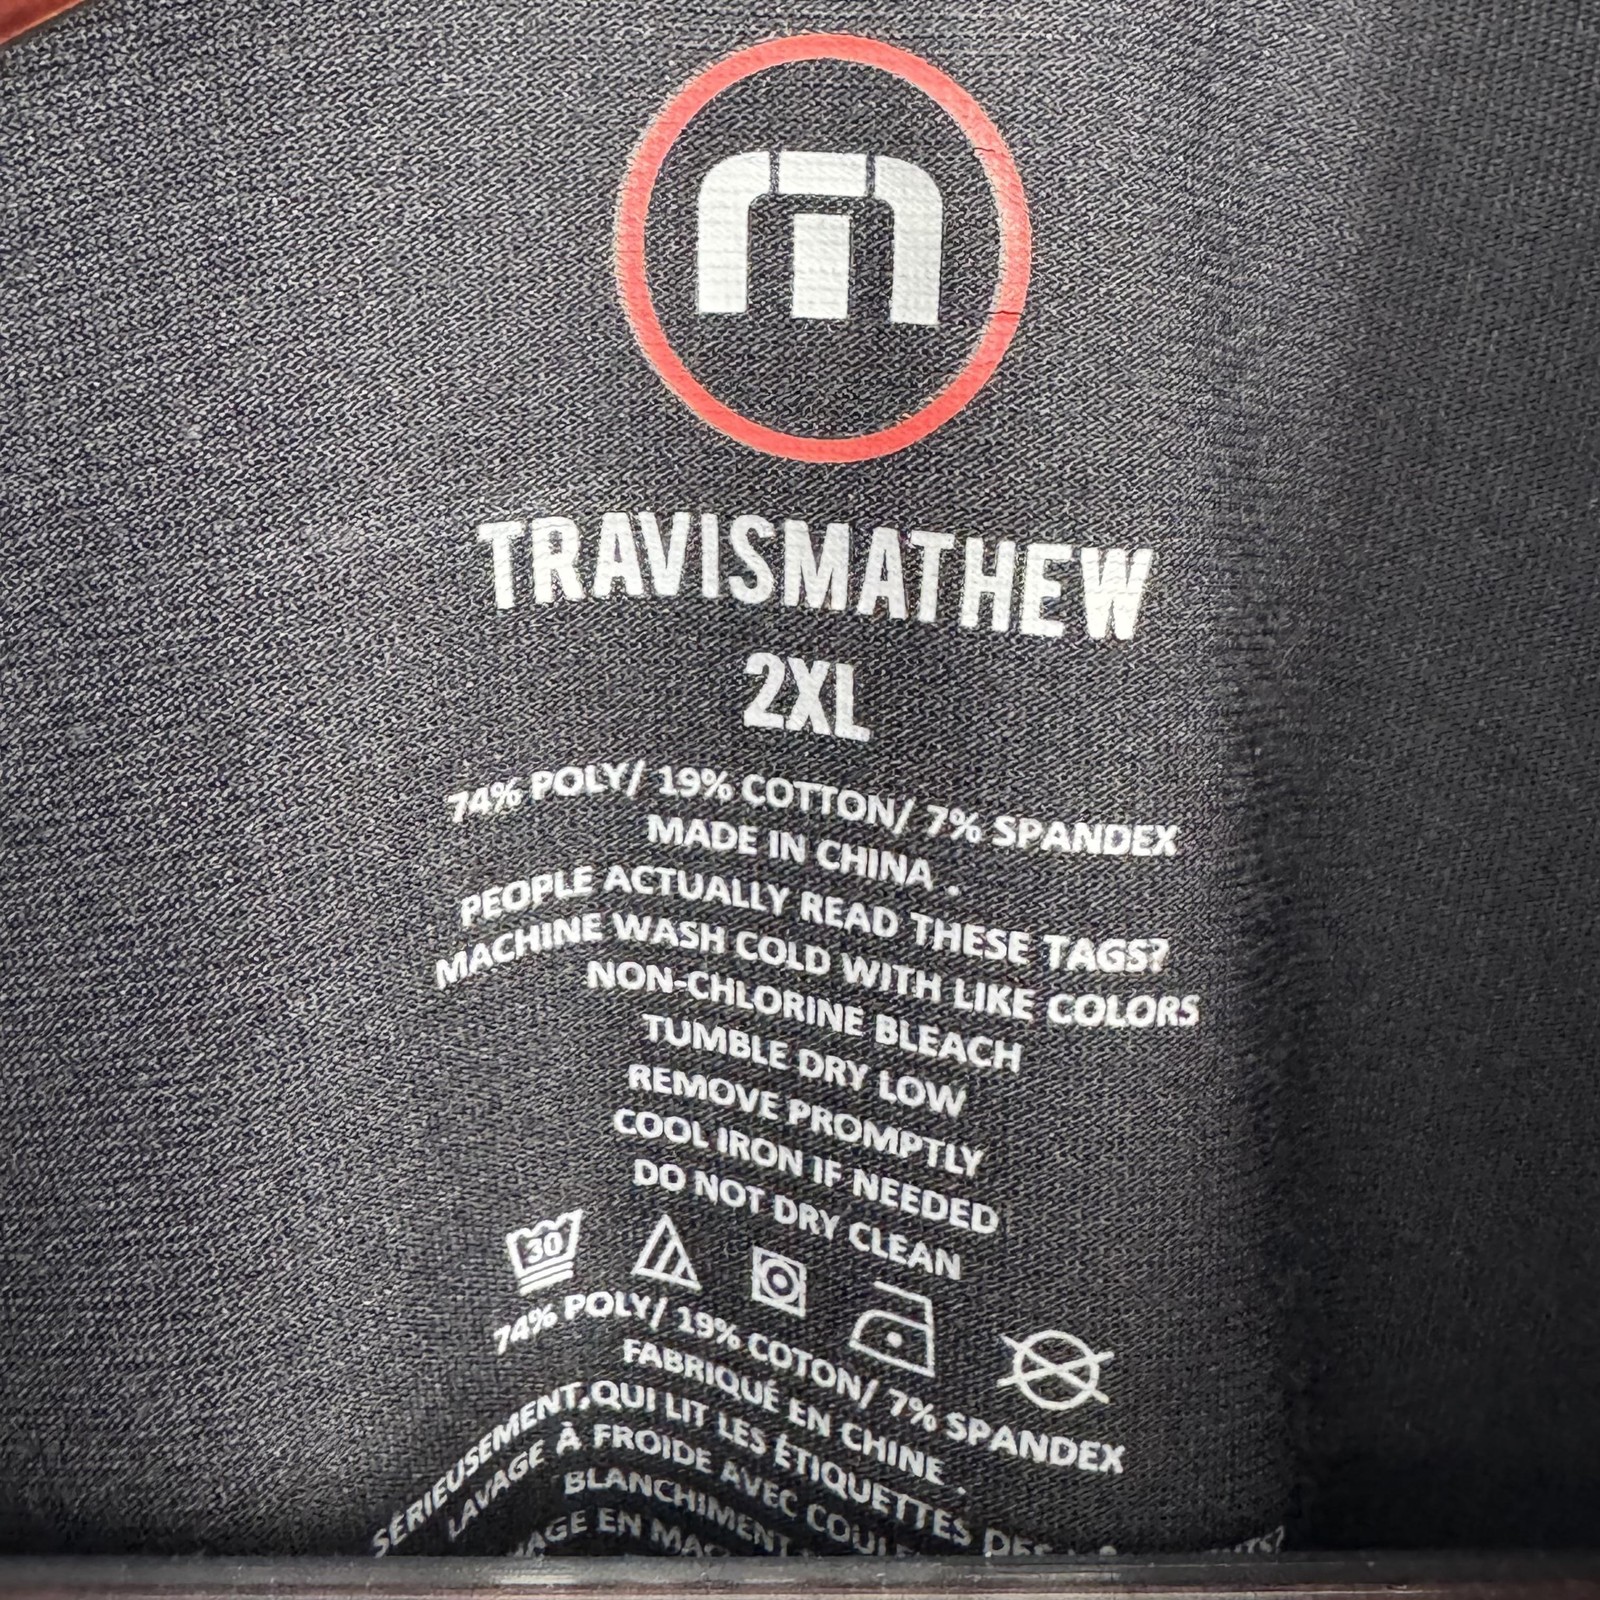 m
TRAVISMATHEW
2XL
74% POLY/ 19% COTTON/ 7% SPANDEX
MADE IN CHINA .
PEOPLE ACTUALLY READ THESE TAGS?
MACHINE WASH COLD WITH LIKE COLORS
NON-CHLORINE BLEACH
TUMBLE DRY LOW
REMOVE PROMPTLY
COOL IRON IF NEEDED
DO NOT DRY CLEAN
30
74% POLY/ 19% COTON/ 7% SPANDEX
FABRIQUÉ EN CHINE .
SÉRIEUSEMENT,QUI LIT LES ÉTIQUETTES
LAVAGE À FROIDE AVEC
BLANCHIMENT
EN